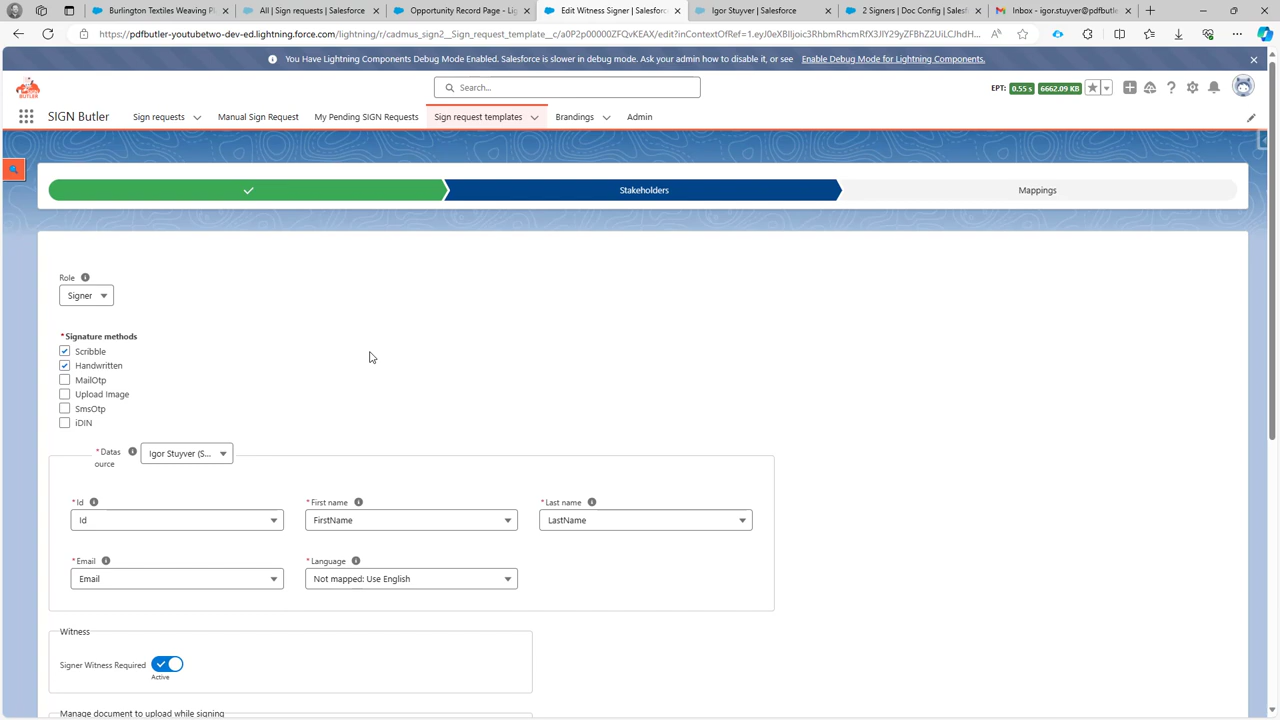 Burlington Textiles Weaving Pl
All | Sign requests | Salesforce
Opportunity Record Page - Lig
Edit Witness Signer | Salesforc
Igor Stuyver | Salesforce
2 Signers | Doc Config | Salesfo
Inbox - igor.stuyver@pdfbutle
https://pdfbutler-youtubetwo-dev-ed.lightning.force.com/lightning/r/cadmus_sign2__Sign_request_template__c/a0P2p00000ZFQvKEAX/edit?inContextOfRef=1.eyJ0eXBlIjoic3RhbmRhcmRfX3JlY29yZFBhZ2UiLCJhdH...
You Have Lightning Components Debug Mode Enabled. Salesforce is slower in debug mode. Ask your admin how to disable it, or see Enable Debug Mode for Lightning Components.
BUTLER
Search...
EPT: 0.55 s 6662.09 KB
SIGN Butler
Sign requests
Manual Sign Request
My Pending SIGN Requests
Sign request templates
Brandings
Admin
Stakeholders
Mappings
Role
Signer
*Signature methods
Scribble
Handwritten
MailOtp
Upload Image
SmsOtp
iDIN
* Datas
ource
Igor Stuyver (S...
* Id
* First name
* Last name
Id
FirstName
LastName
* Email
* Language
Email
Not mapped: Use English
Witness
Signer Witness Required
Active
Manage document to upload while signing